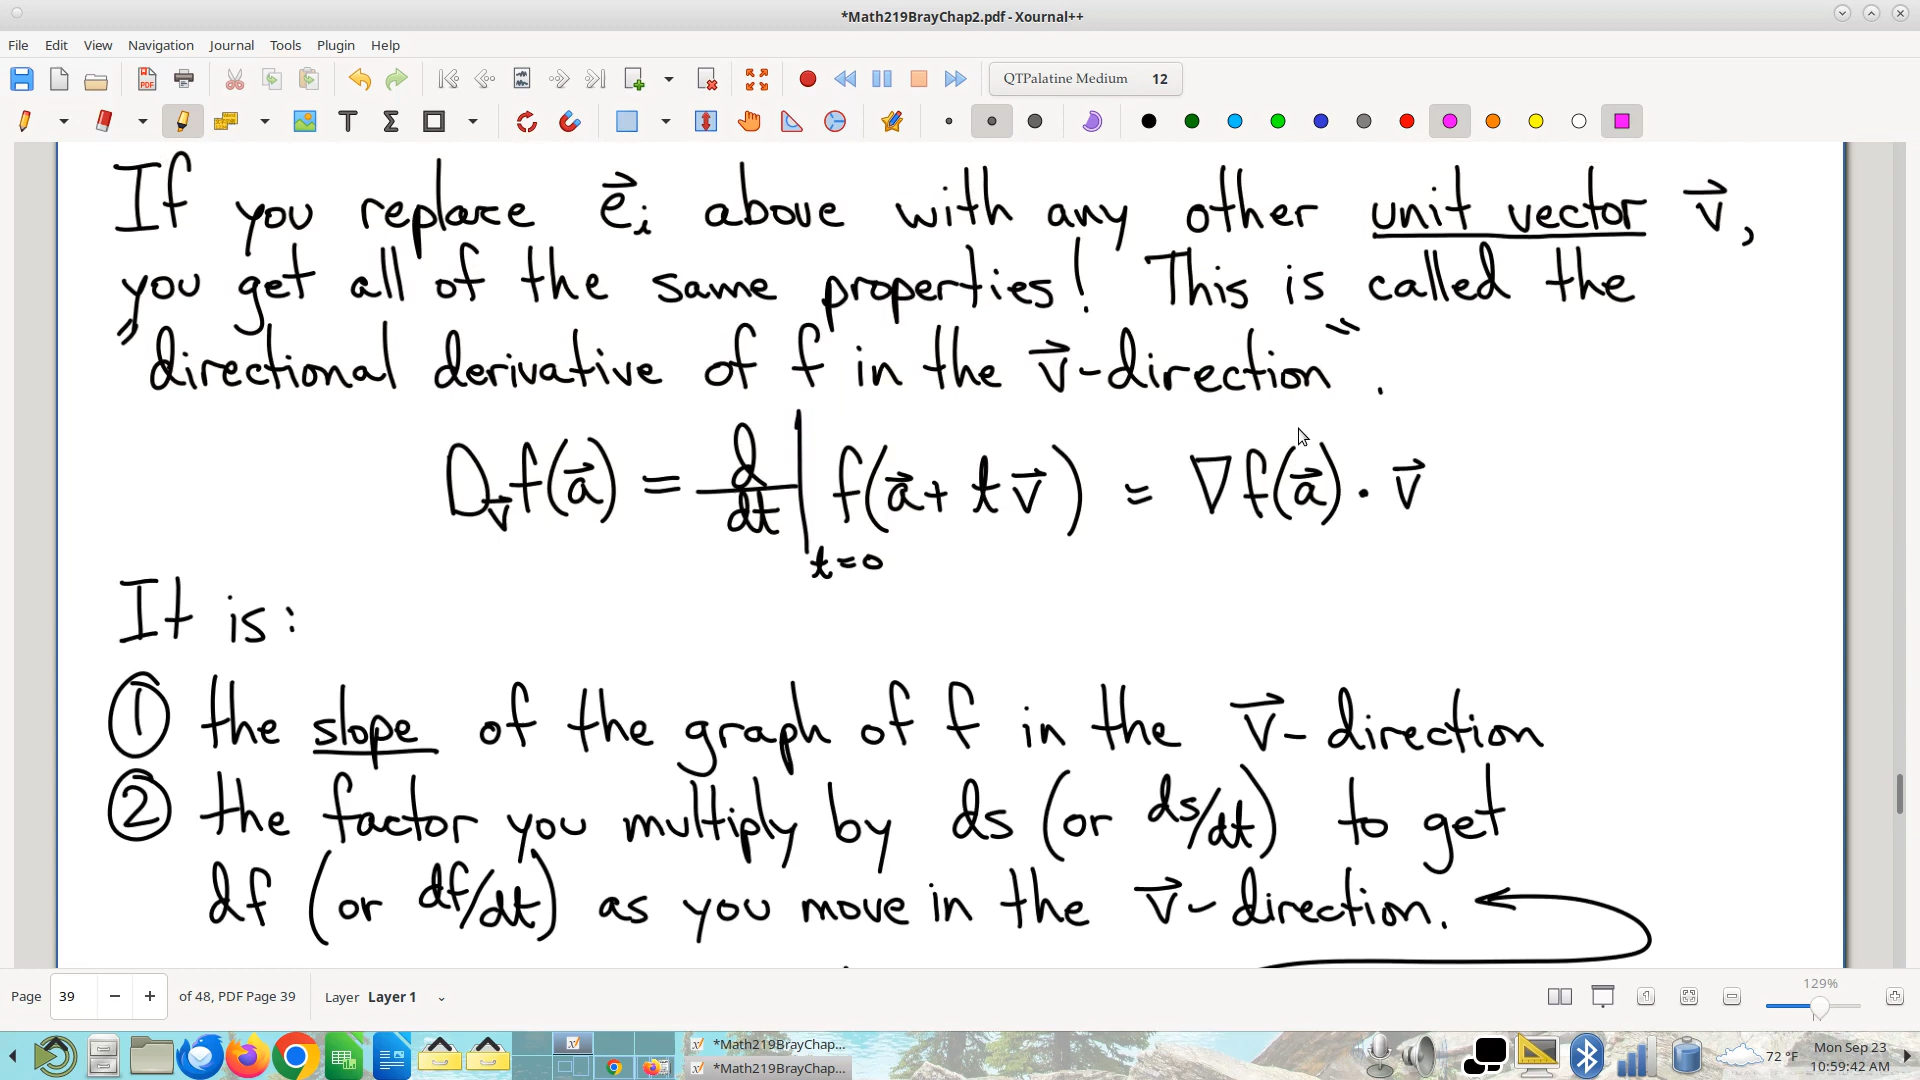 *Math219BrayChap2.pdf - Xournal++
File Edit View Navigation Journal Tools Plugin Help
QTPalatine Medium 12
If you replace e⃗ᵢ above with any other unit vector v⃗,
you get all of the same properties! This is called the
"directional derivative of f in the v⃗-direction".
D_v⃗ f(a⃗) = d/dt |_{t=0} f(a⃗ + t v⃗) = ∇f(a⃗) · v⃗
It is:
① the slope of the graph of f in the v⃗-direction
② the factor you multiply by ds (or ds/dt) to get
df (or df/dt) as you move in the v⃗-direction.
Page 39 of 48, PDF Page 39 Layer Layer 1 129%
*Math219BrayChap...
*Math219BrayChap...
72 °F
Mon Sep 23
10:59:42 AM